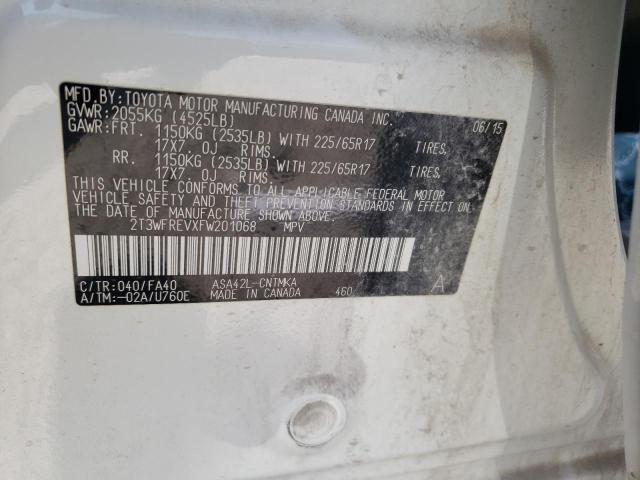 MFD. BY: TOYOTA MOTOR MANUFACTURING CANADA INC.
GVWR: 2055KG (4525LB) 06/15
GAWR: FRT. 1150KG (2535LB) WITH 225/65R17 TIRES,
17X7. 0J RIMS.
RR. 1150KG (2535LB) WITH 225/65R17 TIRES,
17X7. 0J RIMS.
THIS VEHICLE CONFORMS TO ALL APPLICABLE FEDERAL MOTOR
VEHICLE SAFETY AND THEFT PREVENTION STANDARDS IN EFFECT ON
THE DATE OF MANUFACTURE SHOWN ABOVE.
2T3WFREVXFW201068 MPV
C/TR: 040/FA40 ASA42L-CNTMKA A
A/TM: -02A/U760E MADE IN CANADA 460